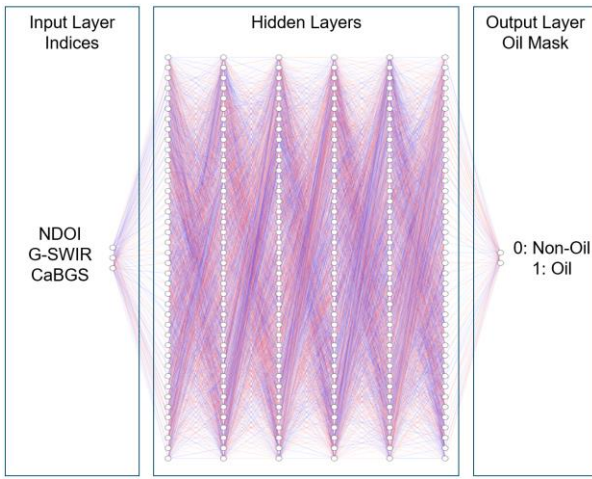 Input Layer
Indices
Hidden Layers
Output Layer
Oil Mask
NDOI
G-SWIR
CaBGS
0: Non-Oil
1: Oil